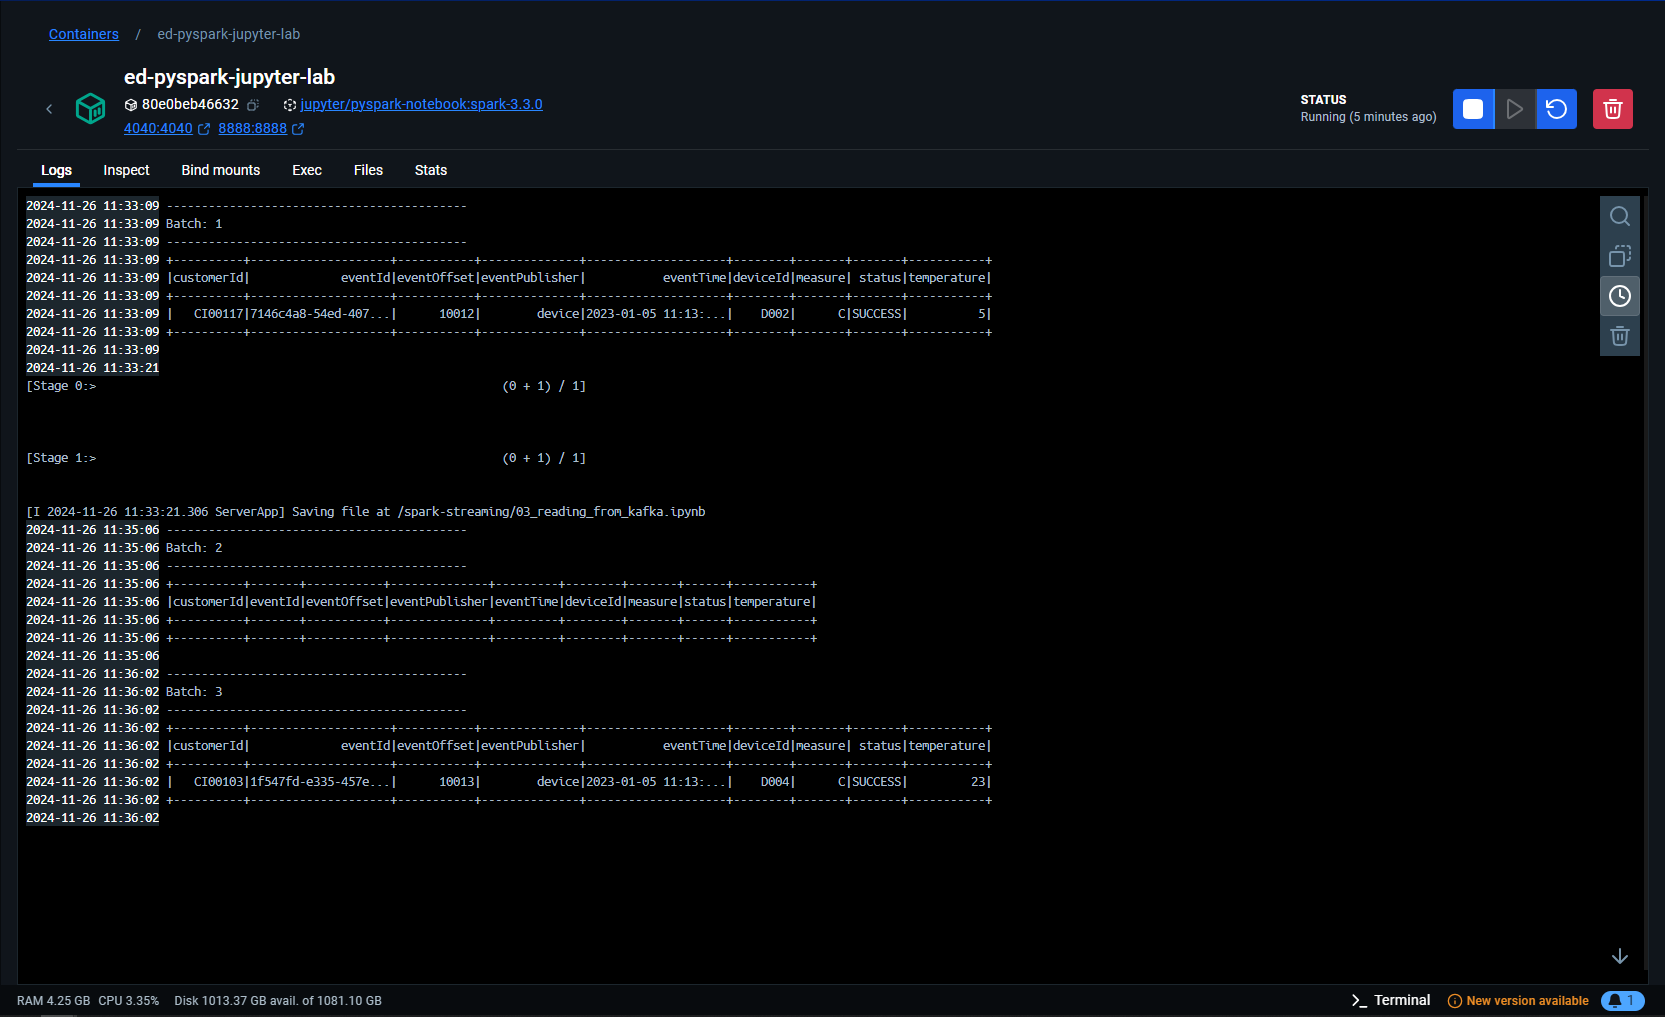 Containers / ed-pyspark-jupyter-lab
ed-pyspark-jupyter-lab
80e0beb46632 jupyter/pyspark-notebook:spark-3.3.0
4040:4040 8888:8888
STATUS
Running (5 minutes ago)
Logs Inspect Bind mounts Exec Files Stats
2024-11-26 11:33:09 -------------------------------------------
2024-11-26 11:33:09 Batch: 1
2024-11-26 11:33:09 -------------------------------------------
2024-11-26 11:33:09 +----------+--------------------+-----------+--------------+--------------------+--------+-------+-------+-----------+
2024-11-26 11:33:09 |customerId|             eventId|eventOffset|eventPublisher|           eventTime|deviceId|measure| status|temperature|
2024-11-26 11:33:09 +----------+--------------------+-----------+--------------+--------------------+--------+-------+-------+-----------+
2024-11-26 11:33:09 |   CI00117|7146c4a8-54ed-407...|      10012|        device|2023-01-05 11:13:...|    D002|      C|SUCCESS|          5|
2024-11-26 11:33:09 +----------+--------------------+-----------+--------------+--------------------+--------+-------+-------+-----------+
2024-11-26 11:33:09
2024-11-26 11:33:21
[Stage 0:>                                                          (0 + 1) / 1]
[Stage 1:>                                                          (0 + 1) / 1]
[I 2024-11-26 11:33:21.306 ServerApp] Saving file at /spark-streaming/03_reading_from_kafka.ipynb
2024-11-26 11:35:06 -------------------------------------------
2024-11-26 11:35:06 Batch: 2
2024-11-26 11:35:06 -------------------------------------------
2024-11-26 11:35:06 +----------+-------+-----------+--------------+---------+--------+-------+------+-----------+
2024-11-26 11:35:06 |customerId|eventId|eventOffset|eventPublisher|eventTime|deviceId|measure|status|temperature|
2024-11-26 11:35:06 +----------+-------+-----------+--------------+---------+--------+-------+------+-----------+
2024-11-26 11:35:06 +----------+-------+-----------+--------------+---------+--------+-------+------+-----------+
2024-11-26 11:35:06
2024-11-26 11:36:02 -------------------------------------------
2024-11-26 11:36:02 Batch: 3
2024-11-26 11:36:02 -------------------------------------------
2024-11-26 11:36:02 +----------+--------------------+-----------+--------------+--------------------+--------+-------+-------+-----------+
2024-11-26 11:36:02 |customerId|             eventId|eventOffset|eventPublisher|           eventTime|deviceId|measure| status|temperature|
2024-11-26 11:36:02 +----------+--------------------+-----------+--------------+--------------------+--------+-------+-------+-----------+
2024-11-26 11:36:02 |   CI00103|1f547fd-e335-457e...|      10013|        device|2023-01-05 11:13:...|    D004|      C|SUCCESS|         23|
2024-11-26 11:36:02 +----------+--------------------+-----------+--------------+--------------------+--------+-------+-------+-----------+
2024-11-26 11:36:02
RAM 4.25 GB CPU 3.35% Disk 1013.37 GB avail. of 1081.10 GB Terminal New version available 1